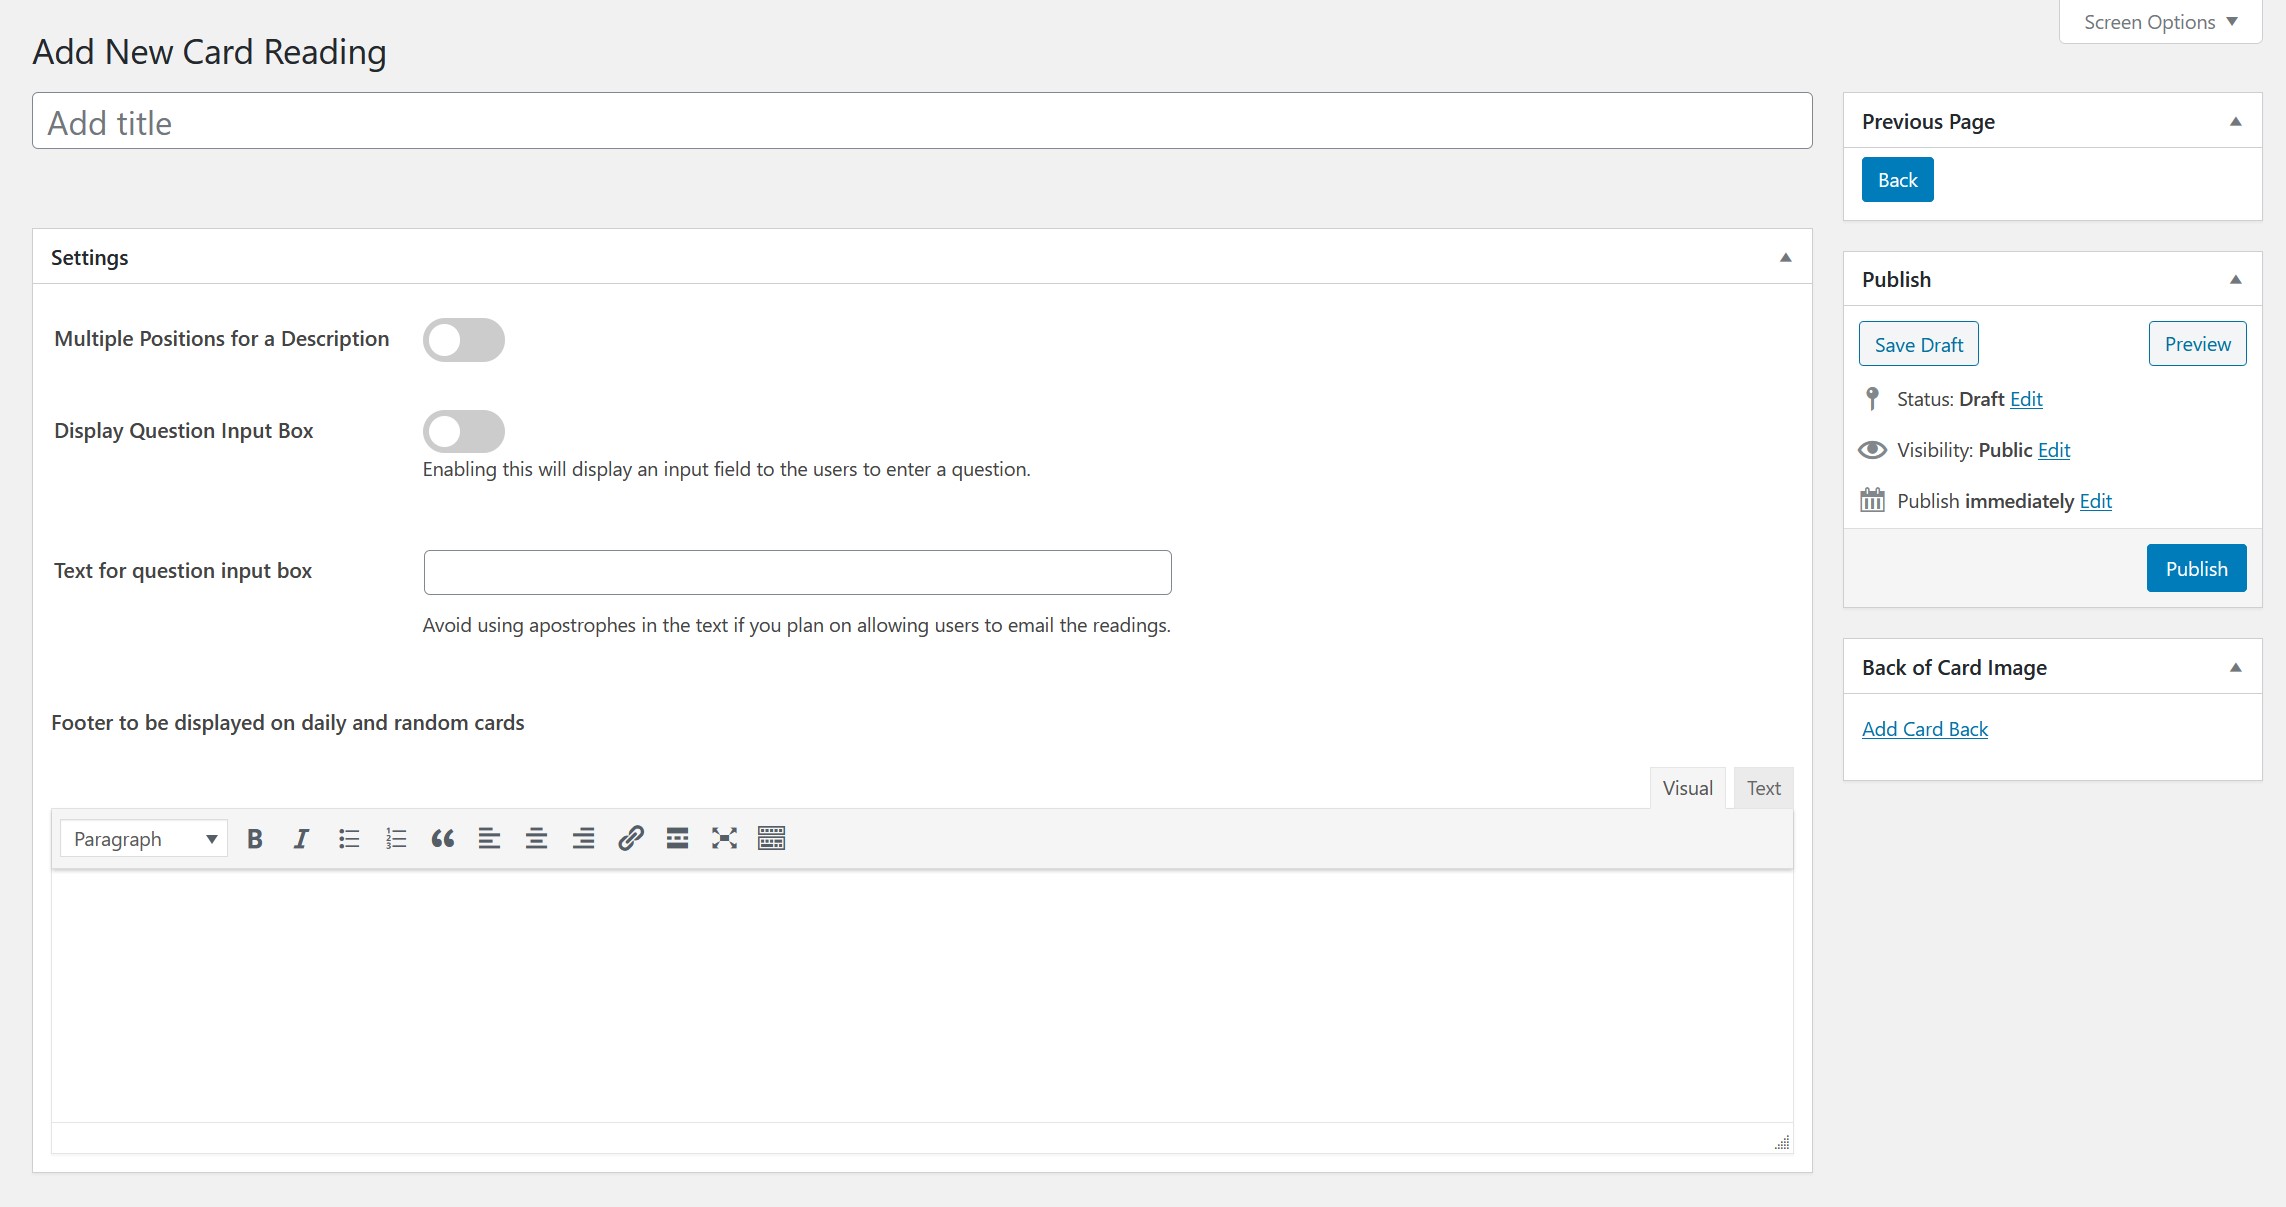 Screen Options
Add New Card Reading
Add title
Settings
Multiple Positions for a Description
Display Question Input Box
Enabling this will display an input field to the users to enter a question.
Text for question input box
Avoid using apostrophes in the text if you plan on allowing users to email the readings.
Footer to be displayed on daily and random cards
Visual Text
Paragraph
Previous Page
Back
Publish
Save Draft Preview
Status: Draft Edit
Visibility: Public Edit
Publish immediately Edit
Publish
Back of Card Image
Add Card Back